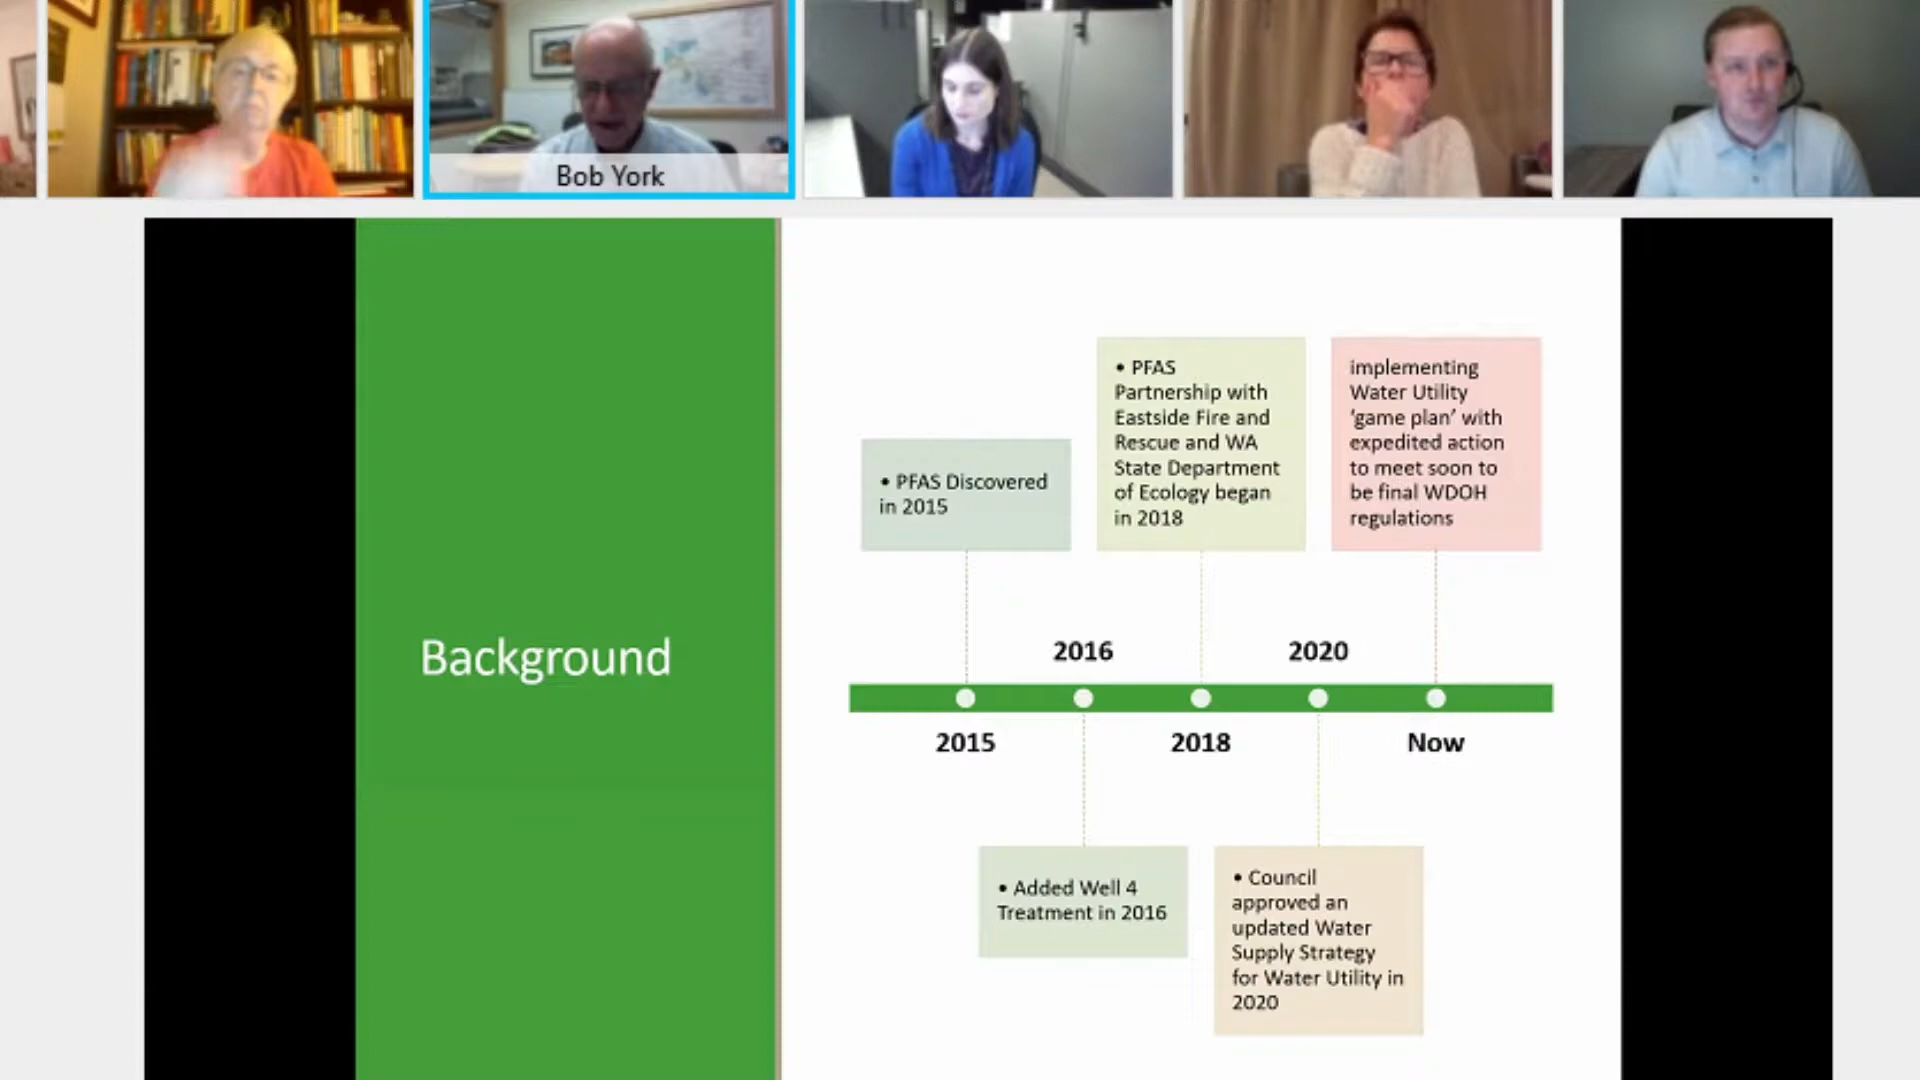 Bob York
Background
• PFAS Discovered
in 2015
• PFAS
Partnership with
Eastside Fire and
Rescue and WA
State Department
of Ecology began
in 2018
implementing
Water Utility
‘game plan’ with
expedited action
to meet soon to
be final WDOH
regulations
2016
2020
2015
2018
Now
• Added Well 4
Treatment in 2016
• Council
approved an
updated Water
Supply Strategy
for Water Utility in
2020